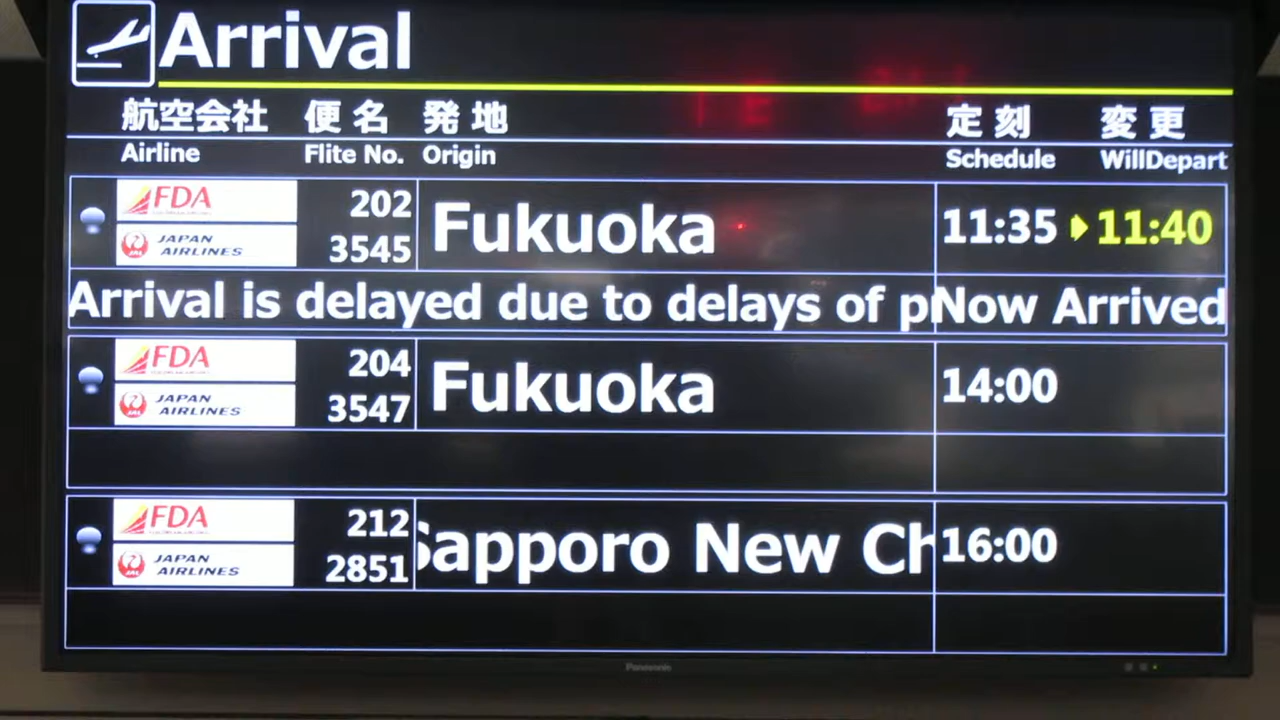 Arrival
航空会社 便名 発地 定刻 変更
Airline Flite No. Origin Schedule WillDepart
FDA 202 Fukuoka 11:35 11:40
JAPAN AIRLINES 3545
Arrival is delayed due to delays of p Now Arrived
FDA 204 Fukuoka 14:00
JAPAN AIRLINES 3547
FDA 212 Sapporo New Ch 16:00
JAPAN AIRLINES 2851
Panasonic